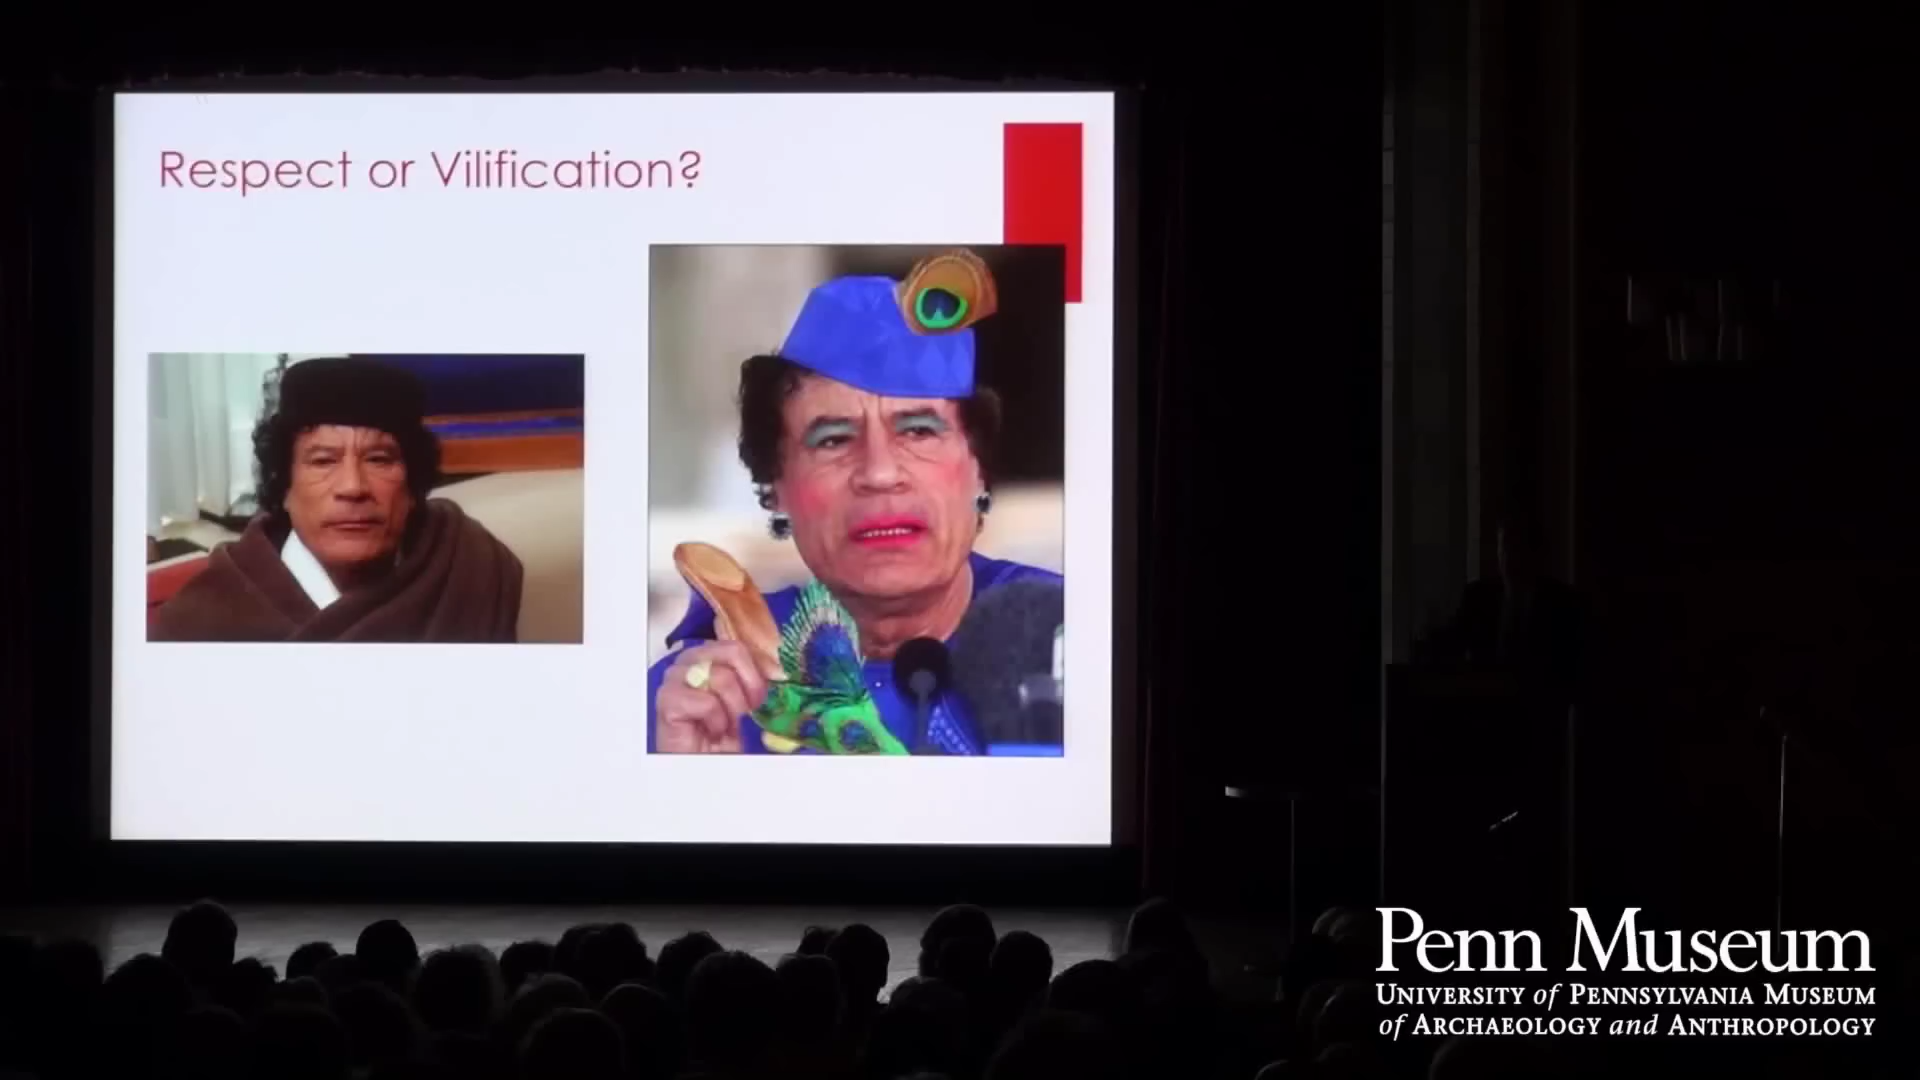 Respect or Vilification?
Penn Museum
UNIVERSITY of PENNSYLVANIA MUSEUM
of ARCHAEOLOGY and ANTHROPOLOGY